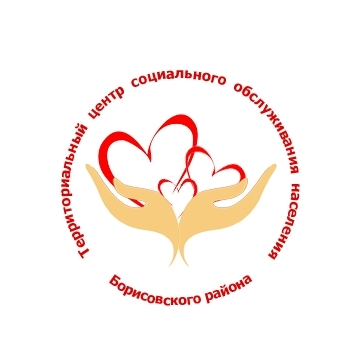 Территориальный центр социального обслуживания населения
Борисовского района